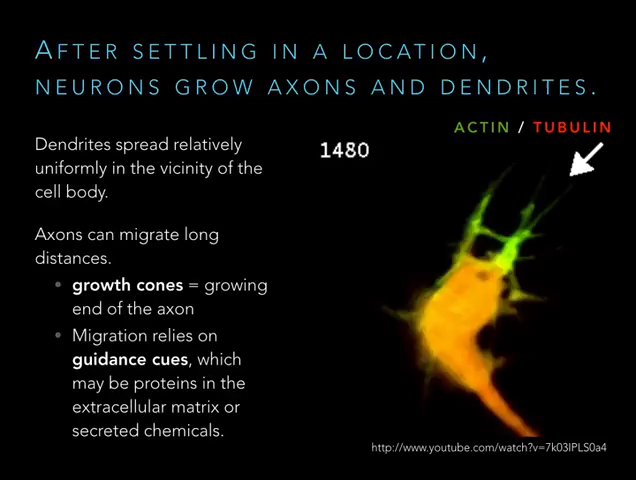 AFTER SETTLING IN A LOCATION,
NEURONS GROW AXONS AND DENDRITES.
ACTIN / TUBULIN
Dendrites spread relatively
uniformly in the vicinity of the
cell body.
1480
Axons can migrate long
distances.
• growth cones = growing
end of the axon
• Migration relies on
guidance cues, which
may be proteins in the
extracellular matrix or
secreted chemicals.
http://www.youtube.com/watch?v=7k03IPLS0a4